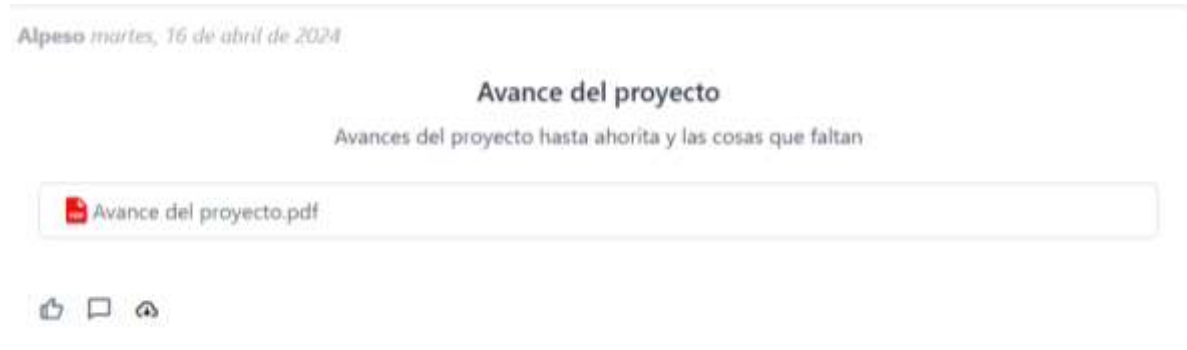 Alpeso martes, 16 de abril de 2024
Avance del proyecto
Avances del proyecto hasta ahorita y las cosas que faltan
Avance del proyecto.pdf